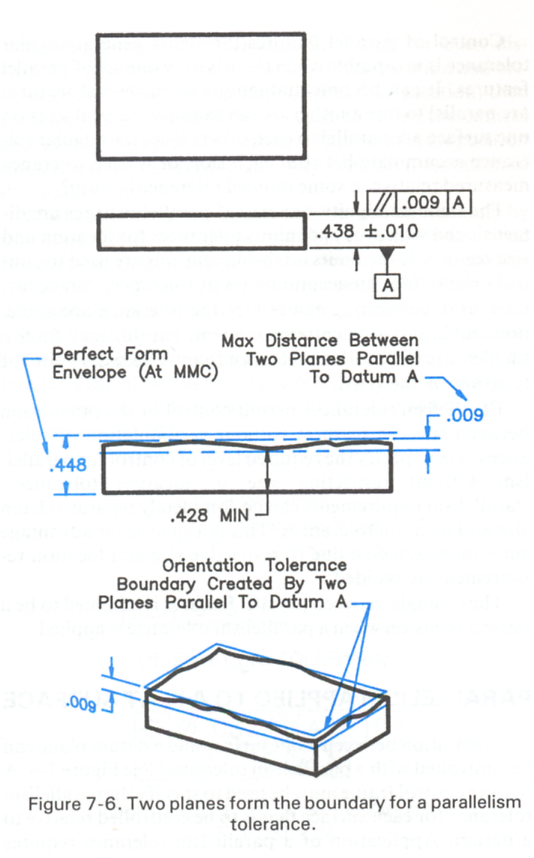 // .009 A
.438 ±.010
A
Perfect Form
Envelope (At MMC)
Max Distance Between
Two Planes Parallel
To Datum A
.009
.448
.428 MIN
Orientation Tolerance
Boundary Created By Two
Planes Parallel To Datum A
.009
Figure 7-6. Two planes form the boundary for a parallelism
tolerance.